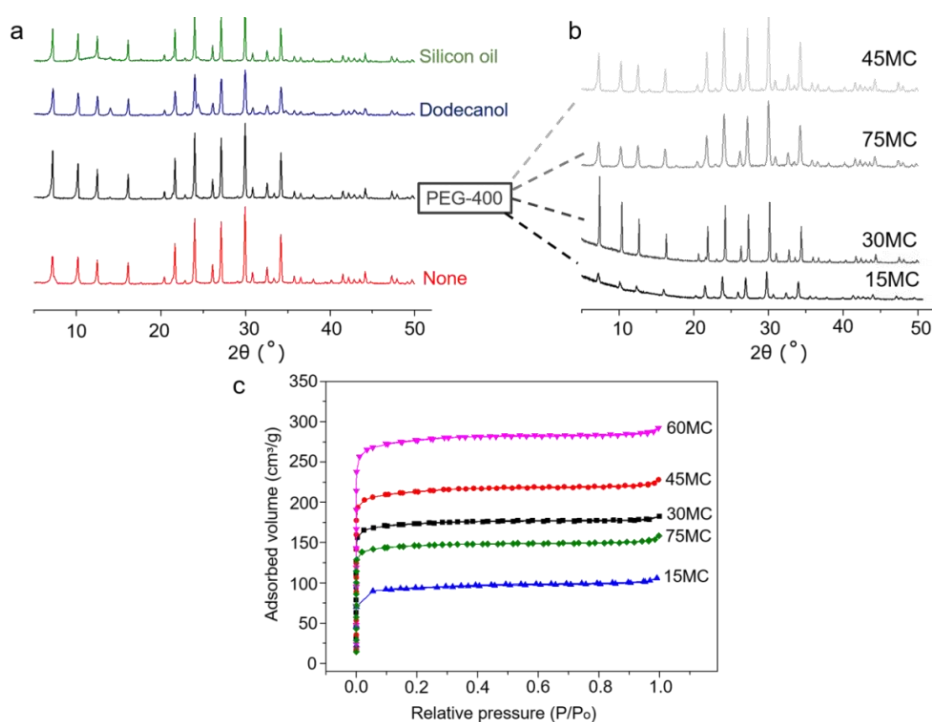 a
Silicon oil
Dodecanol
PEG-400
None
10 20 30 40 50
2θ (°)
b
45MC
75MC
30MC
15MC
10 20 30 40 50
2θ (°)
c
350
300
250
200
150
100
50
0
Adsorbed volume (cm³/g)
60MC
45MC
30MC
75MC
15MC
0.0 0.2 0.4 0.6 0.8 1.0
Relative pressure (P/Po)